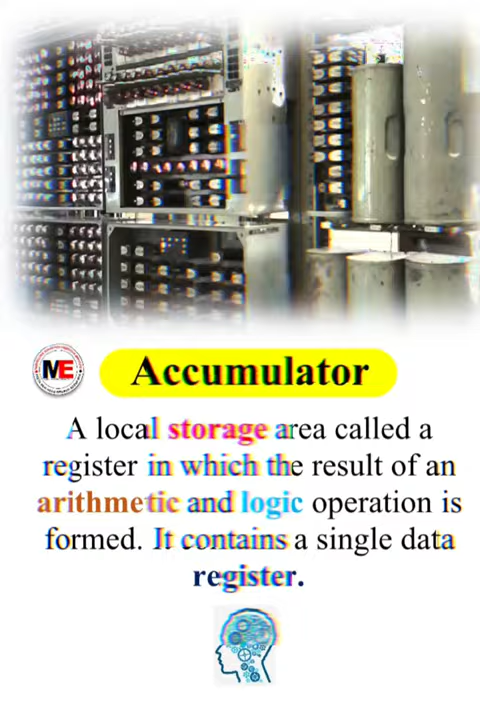 ME
Accumulator
A local storage area called a
register in which the result of an
arithmetic and logic operation is
formed. It contains a single data
register.